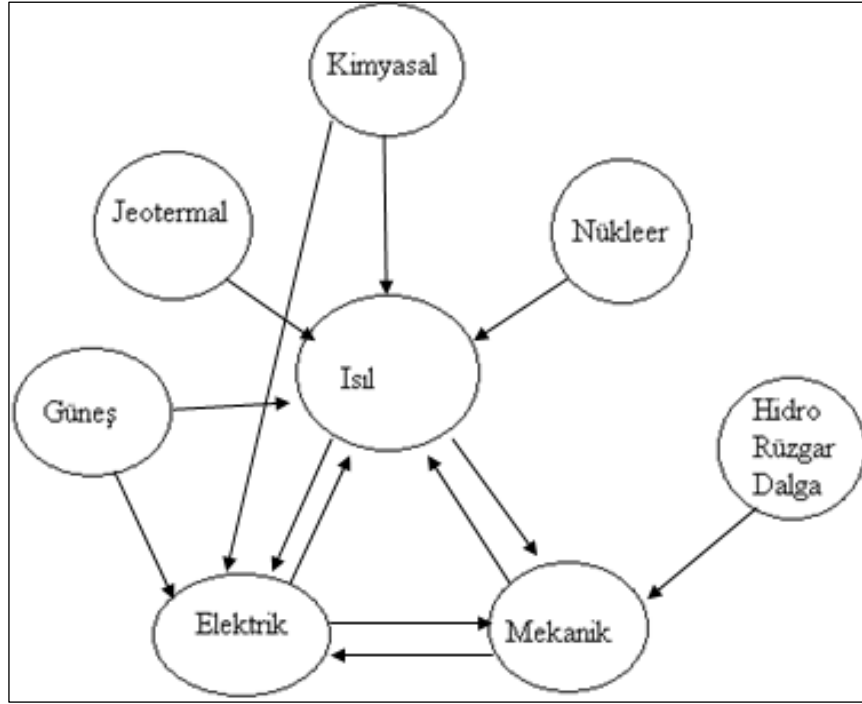 Kimyasal
Jeotermal
Nükleer
Isıl
Güneş
Hidro
Rüzgar
Dalga
Elektrik
Mekanik